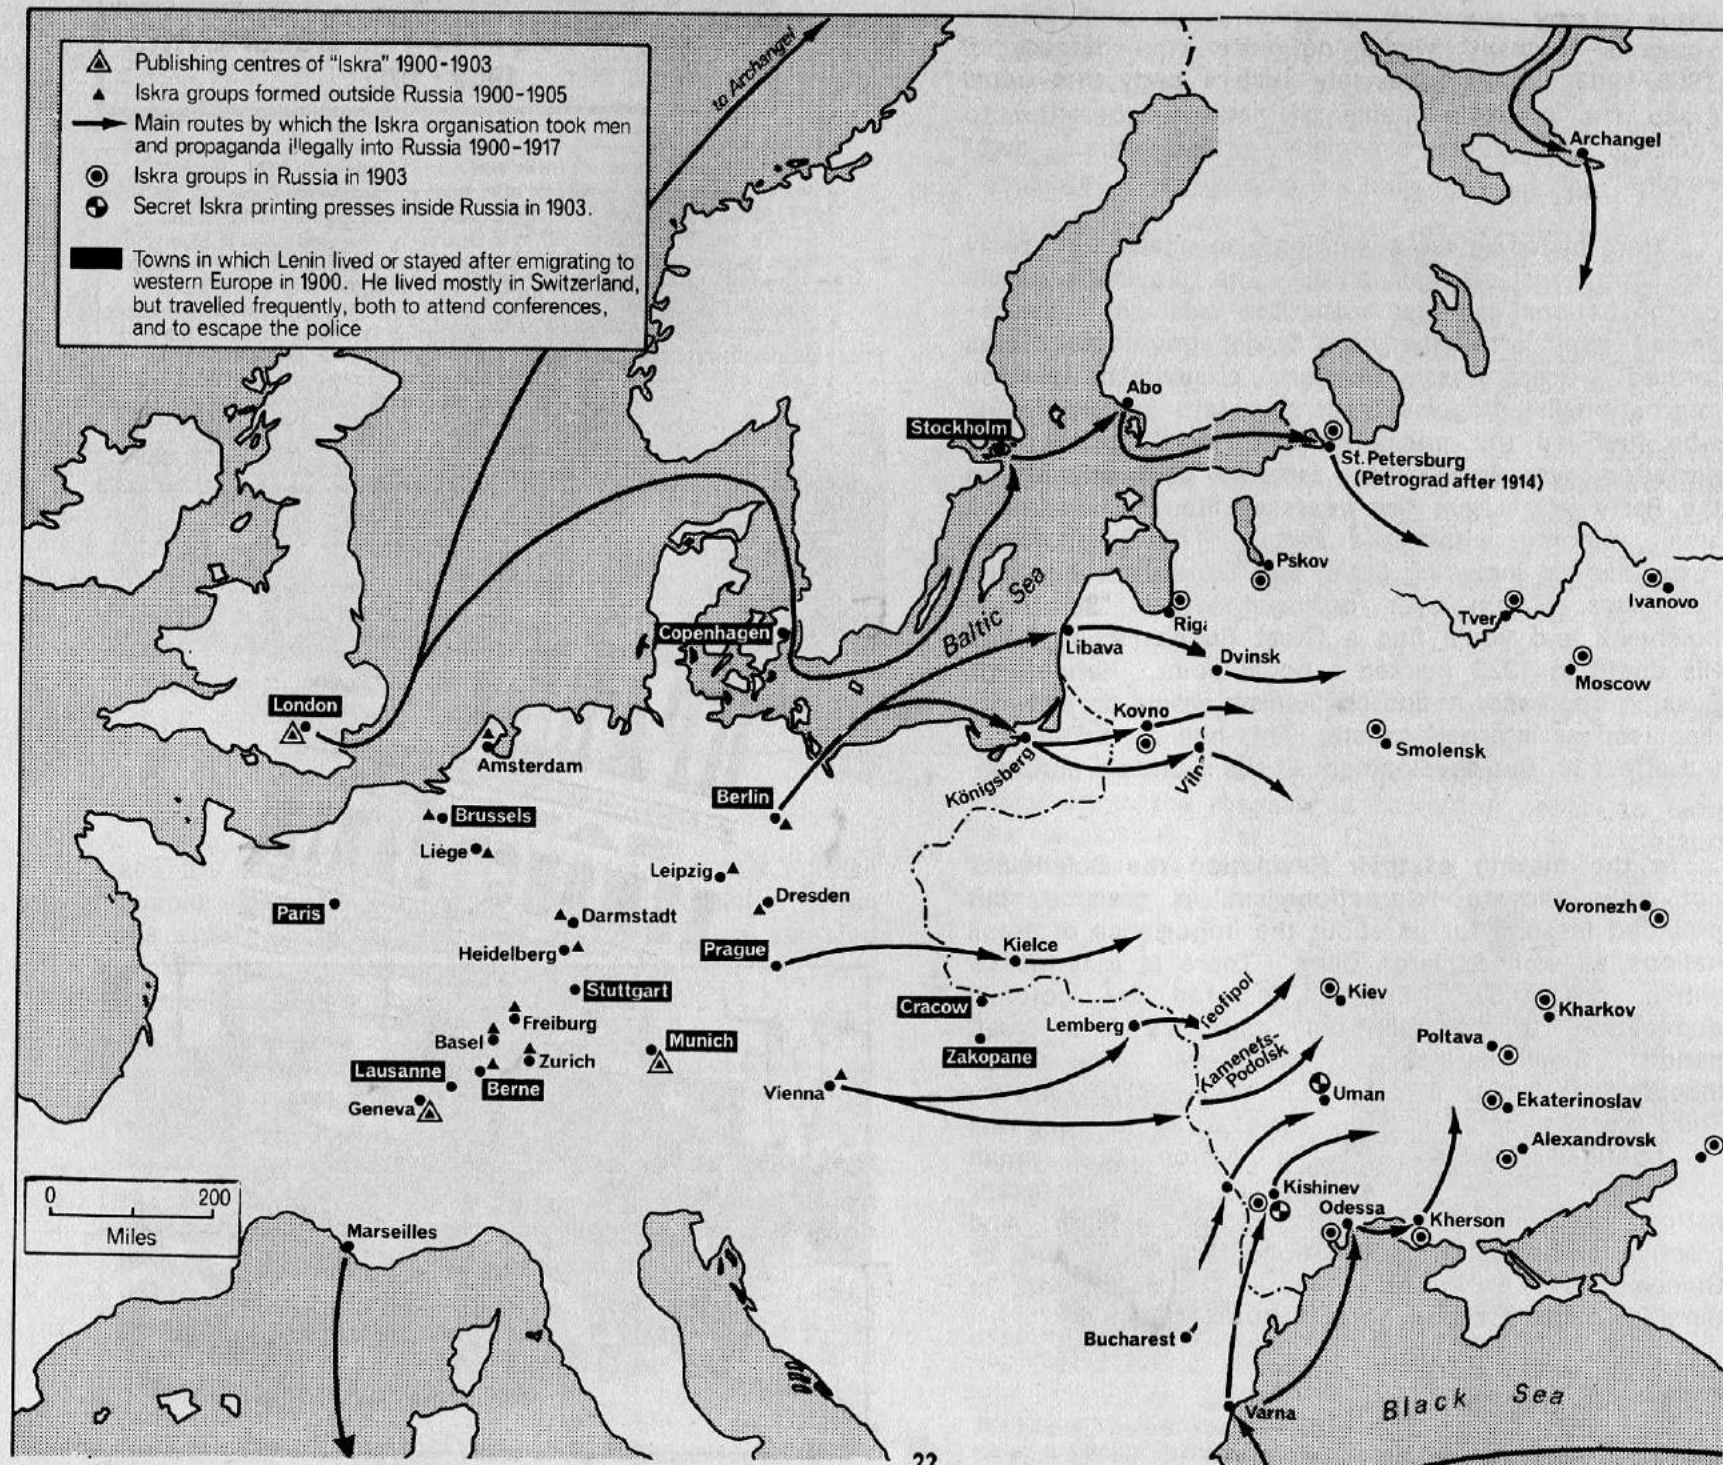 Publishing centres of "Iskra" 1900-1903
Iskra groups formed outside Russia 1900-1905
Main routes by which the Iskra organisation took men
and propaganda illegally into Russia 1900-1917
Iskra groups in Russia in 1903
Secret Iskra printing presses inside Russia in 1903.
Towns in which Lenin lived or stayed after emigrating to
western Europe in 1900. He lived mostly in Switzerland,
but travelled frequently, both to attend conferences,
and to escape the police
to Archangel
Archangel
Abo
Stockholm
St. Petersburg
(Petrograd after 1914)
Pskov
Ivanovo
Tver
Riga
Baltic Sea
Copenhagen
Libava
Dvinsk
Moscow
London
Kovno
Smolensk
Amsterdam
Königsberg
Vilna
Berlin
Brussels
Liége
Leipzig
Dresden
Paris
Darmstadt
Voronezh
Heidelberg
Prague
Kielce
Stuttgart
Cracow
Teofipol
Kiev
Kharkov
Freiburg
Lemberg
Basel
Munich
Zurich
Zakopane
Kamenets-
Podolsk
Poltava
Lausanne
Berne
Vienna
Uman
Ekaterinoslav
Geneva
Alexandrovsk
Kishinev
Odessa
Kherson
0 200
Miles
Marseilles
Bucharest
Varna
Black Sea
22